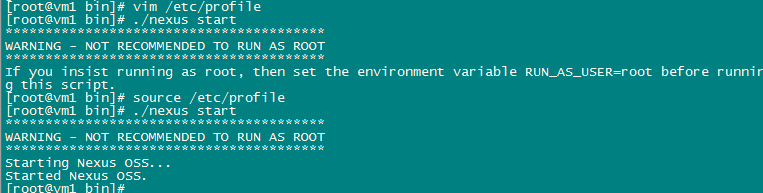 [root@vm1 bin]# vim /etc/profile
[root@vm1 bin]# ./nexus start
****************************************
WARNING - NOT RECOMMENDED TO RUN AS ROOT
****************************************
If you insist running as root, then set the environment variable RUN_AS_USER=root before runnin
g this script.
[root@vm1 bin]# source /etc/profile
[root@vm1 bin]# ./nexus start
****************************************
WARNING - NOT RECOMMENDED TO RUN AS ROOT
****************************************
Starting Nexus OSS...
Started Nexus OSS.
[root@vm1 bin]#